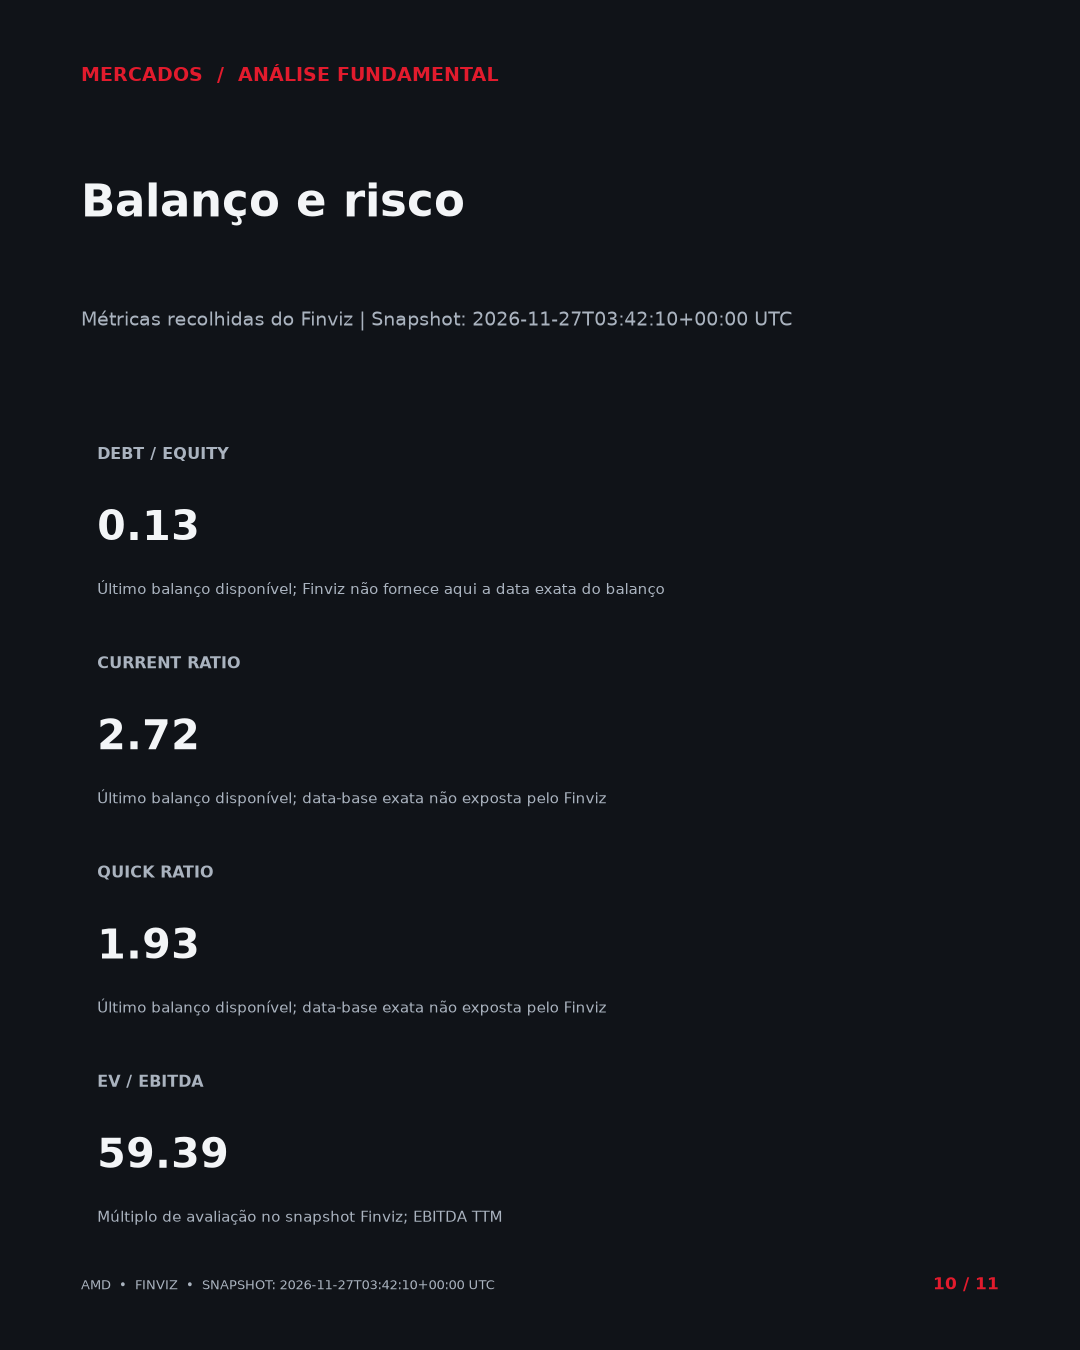 MERCADOS / ANÁLISE FUNDAMENTAL
Balanço e risco
Métricas recolhidas do Finviz | Snapshot: 2026-11-27T03:42:10+00:00 UTC
DEBT / EQUITY
0.13
Último balanço disponível; Finviz não fornece aqui a data exata do balanço
CURRENT RATIO
2.72
Último balanço disponível; data-base exata não exposta pelo Finviz
QUICK RATIO
1.93
Último balanço disponível; data-base exata não exposta pelo Finviz
EV / EBITDA
59.39
Múltiplo de avaliação no snapshot Finviz; EBITDA TTM
AMD • FINVIZ • SNAPSHOT: 2026-11-27T03:42:10+00:00 UTC
10 / 11